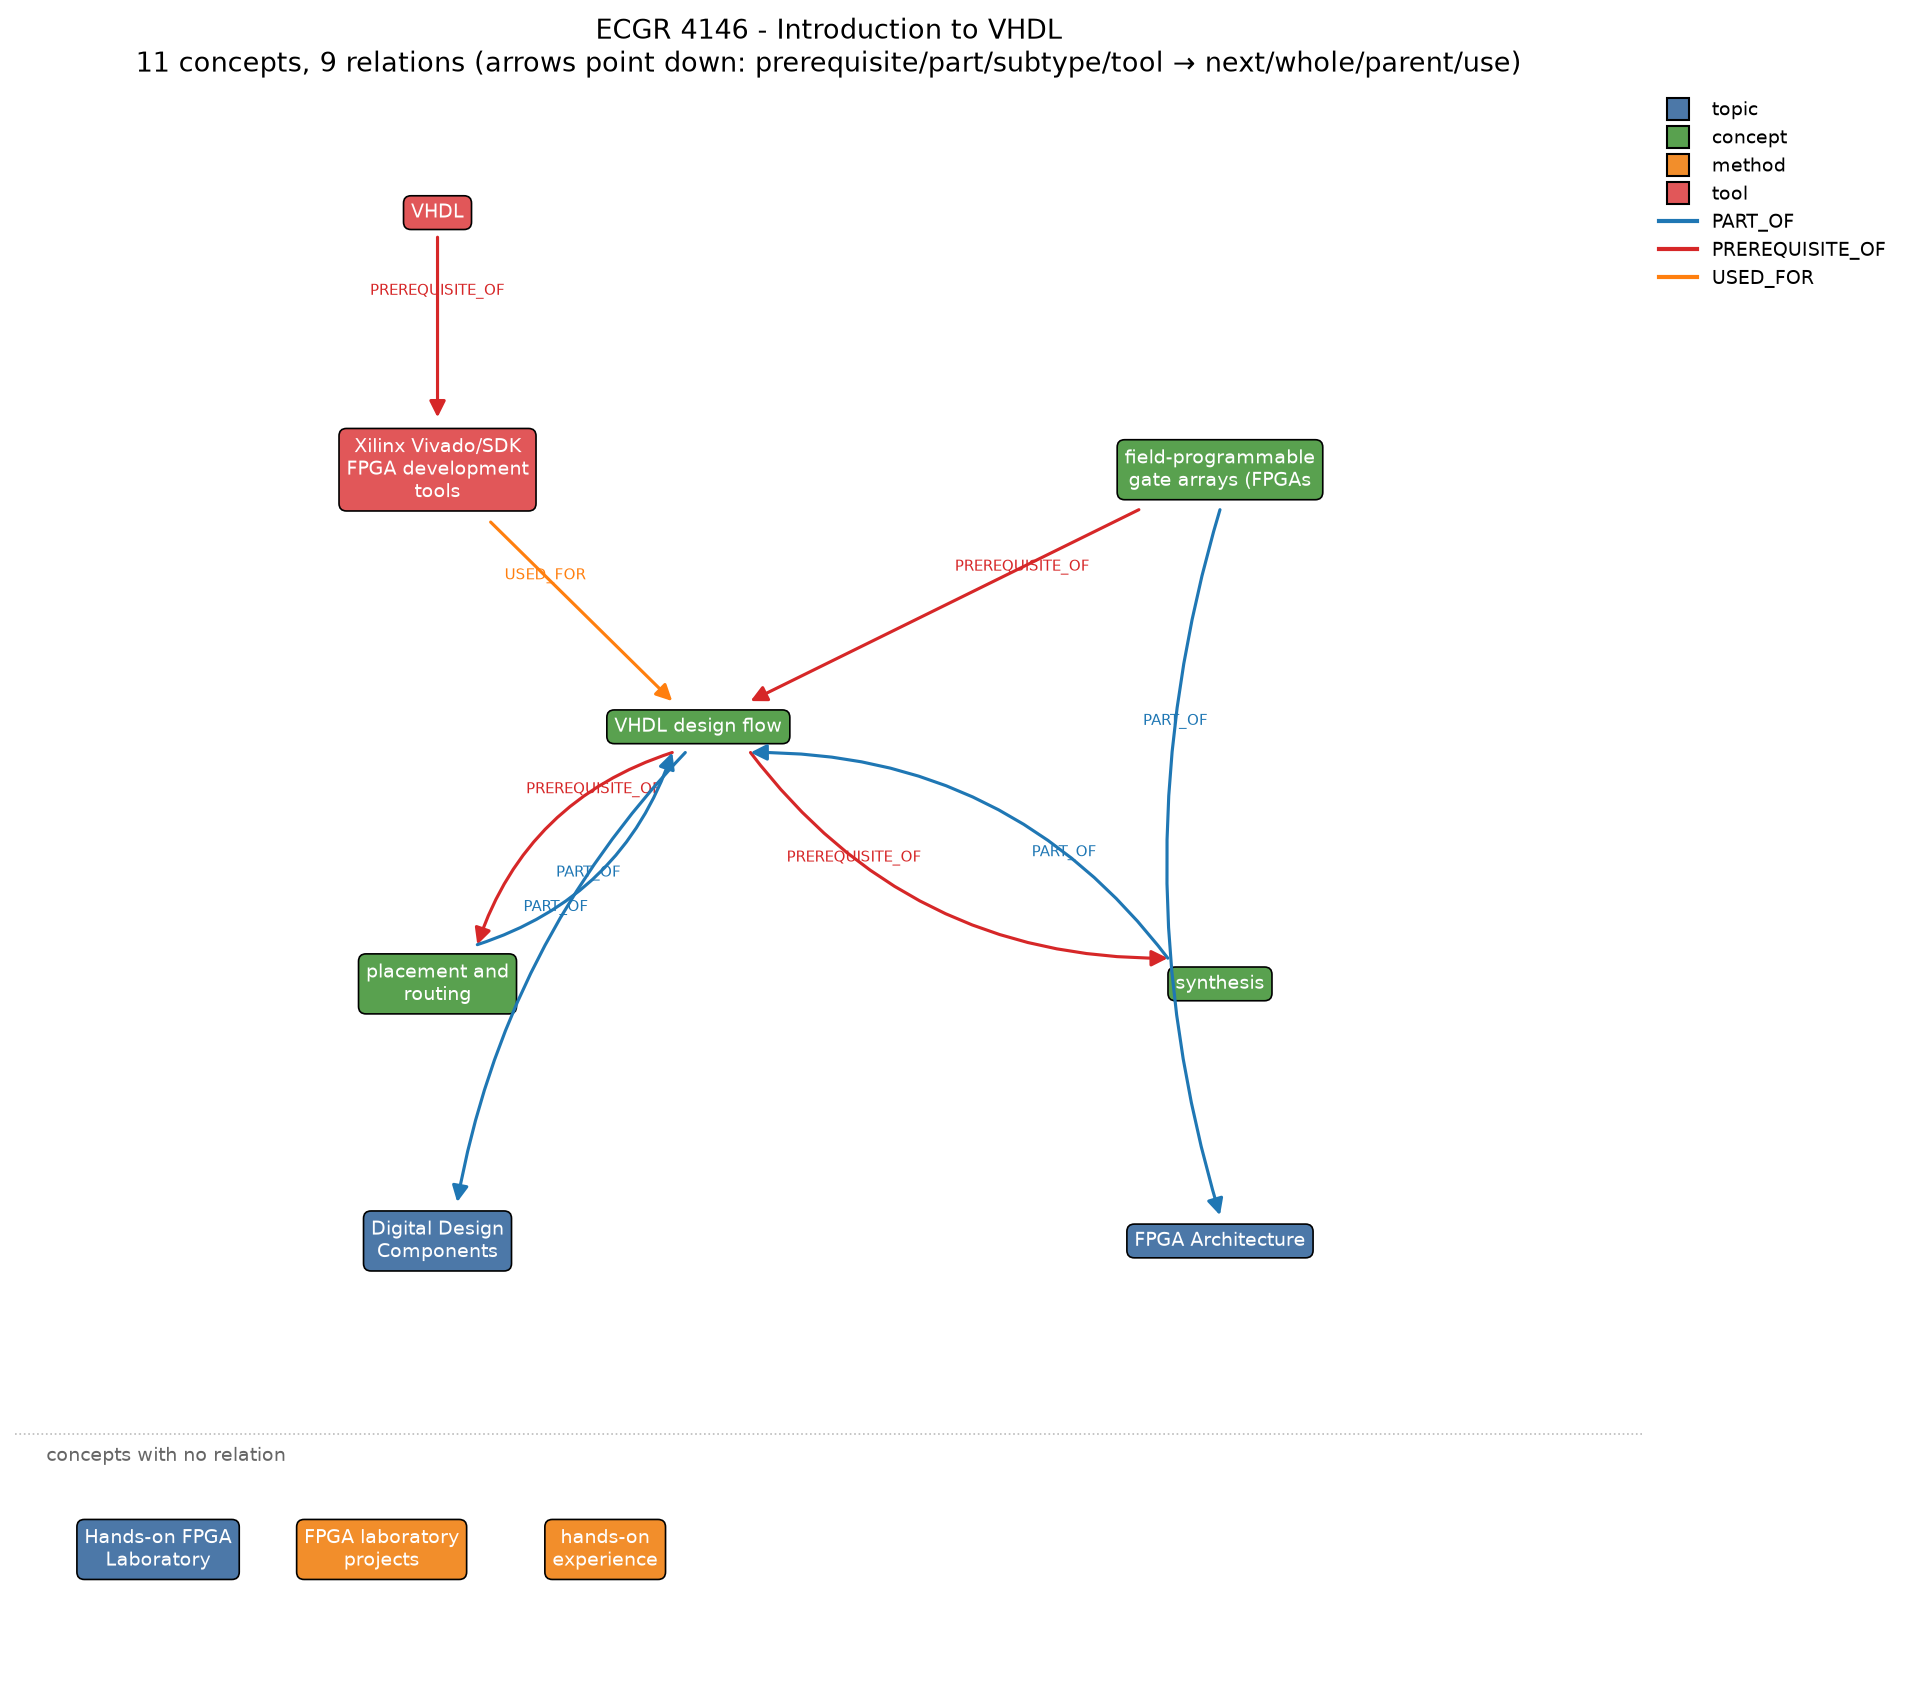 ECGR 4146 - Introduction to VHDL
11 concepts, 9 relations (arrows point down: prerequisite/part/subtype/tool → next/whole/parent/use)
topic
concept
method
tool
PART_OF
PREREQUISITE_OF
USED_FOR
VHDL
PREREQUISITE_OF
Xilinx Vivado/SDK
FPGA development
tools
field-programmable
gate arrays (FPGAs
USED_FOR
PREREQUISITE_OF
VHDL design flow
PART_OF
PREREQUISITE_OF
PREREQUISITE_OF
PART_OF
PART_OF
PART_OF
placement and
routing
synthesis
Digital Design
Components
FPGA Architecture
concepts with no relation
Hands-on FPGA
Laboratory
FPGA laboratory
projects
hands-on
experience